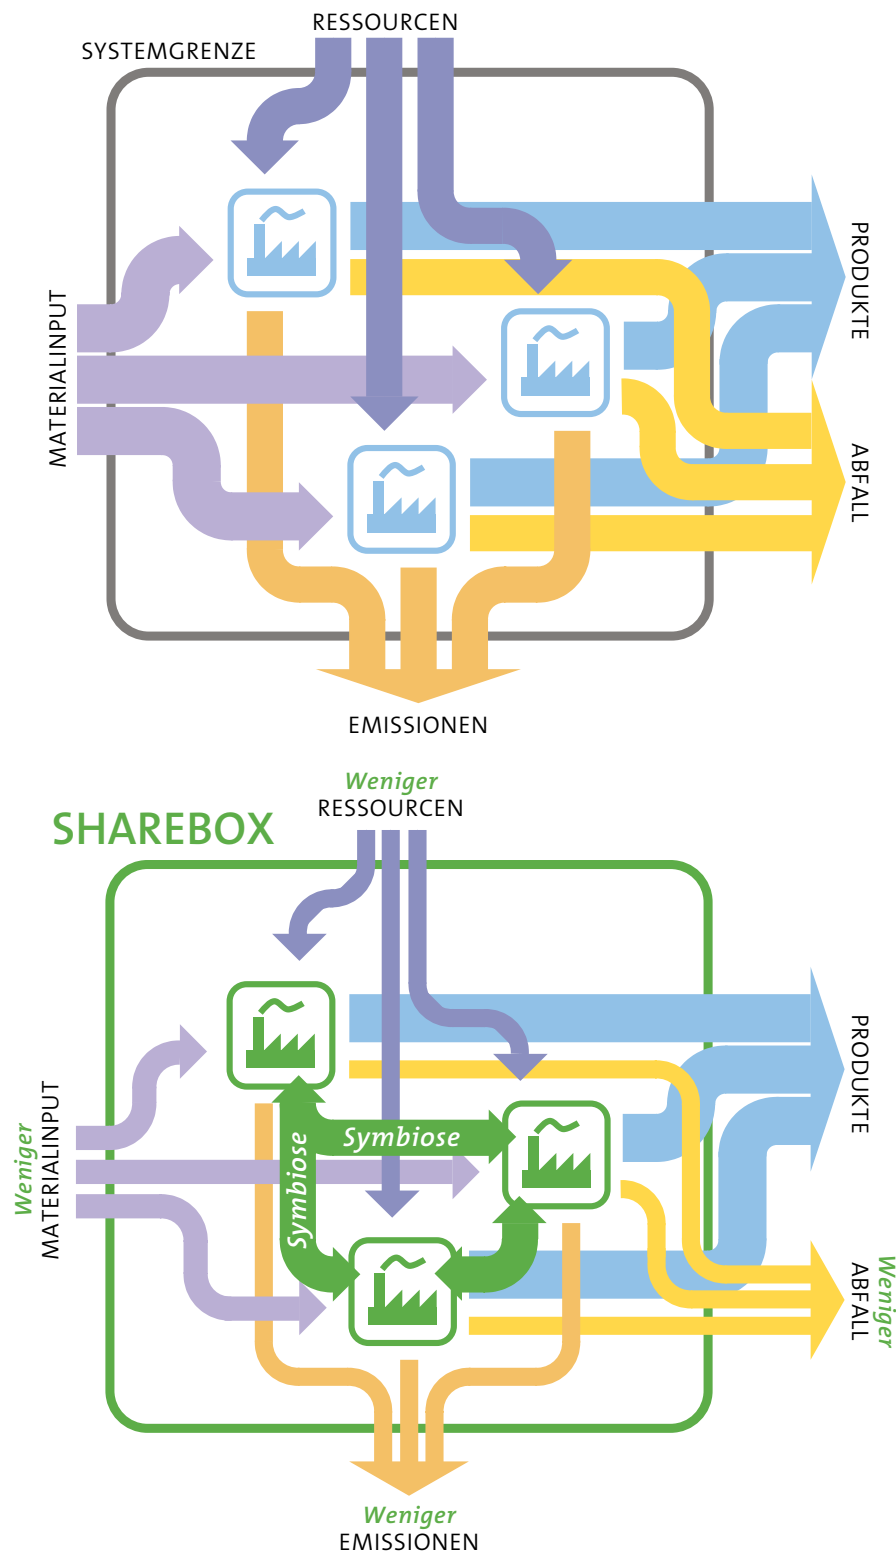 RESSOURCEN
SYSTEMGRENZE
MATERIALINPUT
PRODUKTE
ABFALL
EMISSIONEN
Weniger
RESSOURCEN
SHAREBOX
Weniger
MATERIALINPUT
Symbiose
Symbiose
PRODUKTE
Weniger
ABFALL
Weniger
EMISSIONEN